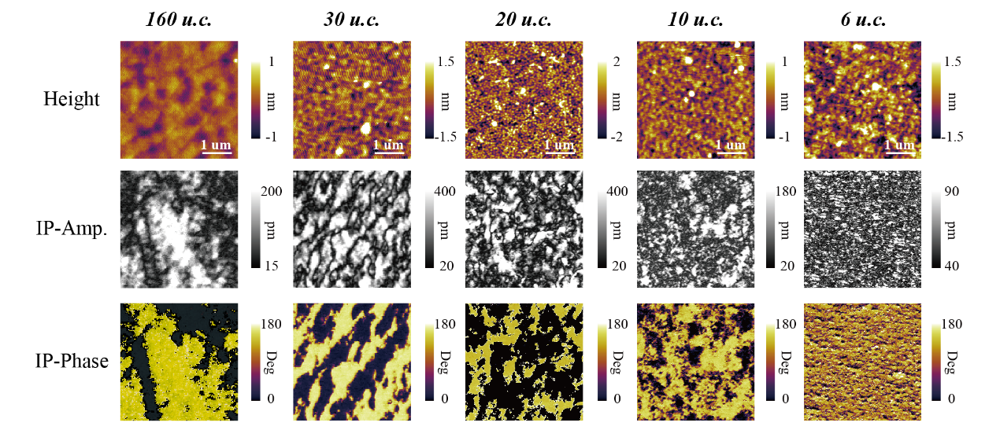 160 u.c. 30 u.c. 20 u.c. 10 u.c. 6 u.c.
Height
1 nm -1 1 um
1.5 nm -1.5 1 um
2 nm -2 1 um
1 nm -1 1 um
1.5 nm -1.5 1 um
IP-Amp.
200 pm 15
400 pm 20
400 pm 20
180 pm 20
90 pm 40
IP-Phase
180 Deg 0
180 Deg 0
180 Deg 0
180 Deg 0
180 Deg 0